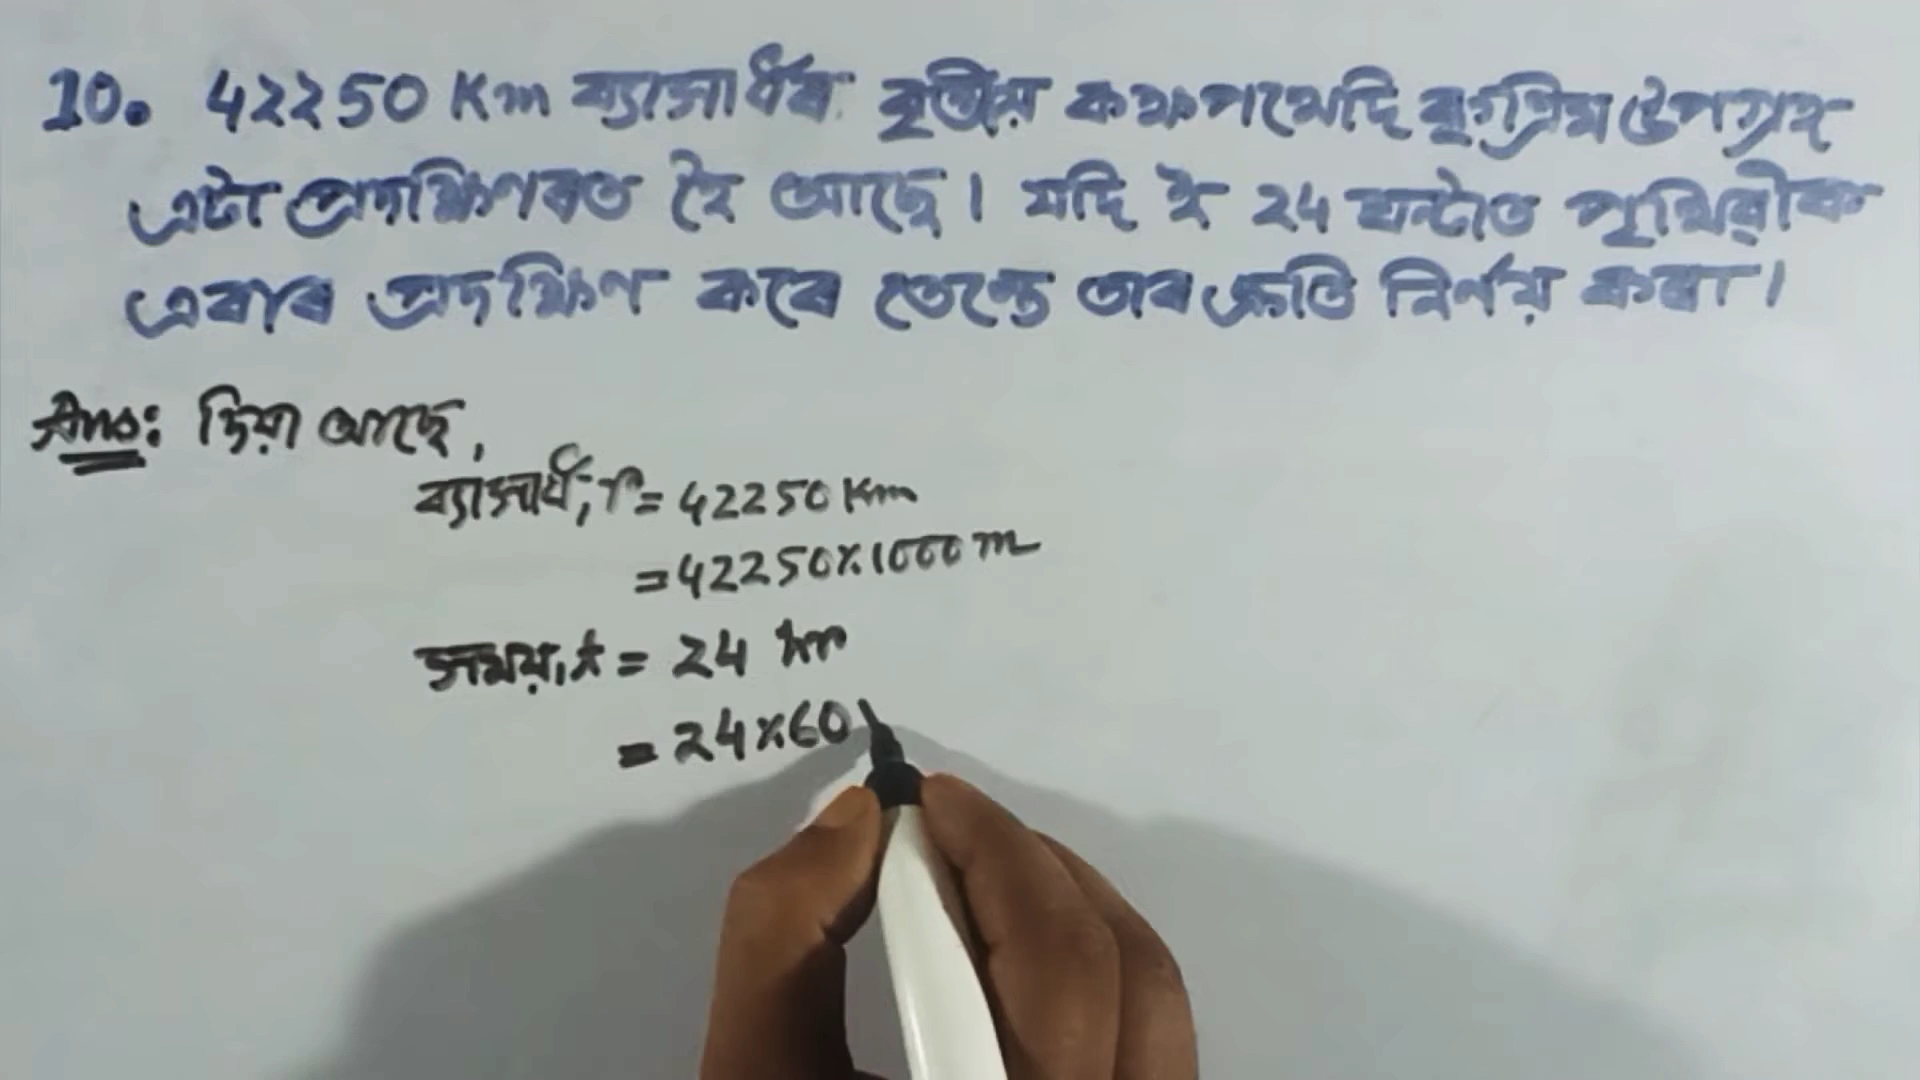 10. 42250 Km ব্যাসাৰ্ধৰ বৃত্তীয় কক্ষপথেদি কৃত্ৰিম উপগ্ৰহ
এটা প্ৰদক্ষিণৰত হৈ আছে। যদি ই 24 ঘন্টাত পৃথিৱীক
এবাৰ প্ৰদক্ষিণ কৰে তেন্তে তাৰ দ্ৰুতি নিৰ্ণয় কৰা।
Ans: দিয়া আছে,
ব্যাসাৰ্ধ, r = 42250 Km
= 42250×1000 m
সময়, t = 24 hr
= 24×60